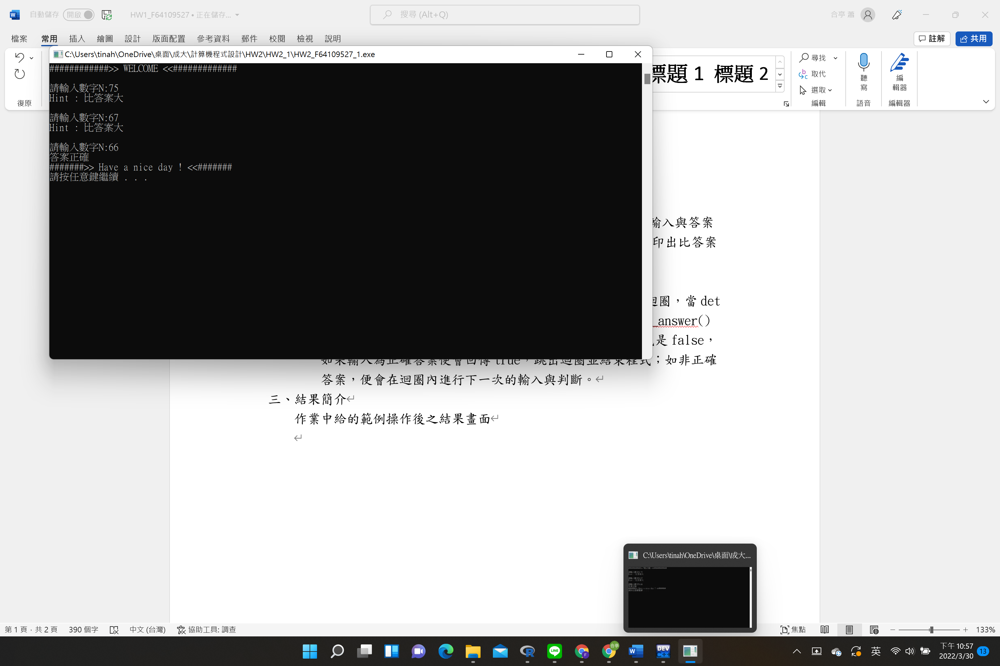 自動儲存 開啟 HW1_F64109527 • 正在儲存... 搜尋 (Alt+Q) 合亭 蕭
檔案 常用 插入 繪圖 設計 版面配置 參考資料 郵件 校閱 檢視 說明 註解 共用
C:\Users\tinah\OneDrive\桌面\成大\計算機程式設計\HW2\HW2_1\HW2_F64109527_1.exe
############>> WELCOME <<#############
請輸入數字N:75
Hint : 比答案大
請輸入數字N:67
Hint : 比答案大
請輸入數字N:66
答案正確
#######>> Have a nice day ! <<#######
請按任意鍵繼續 . . .
復原
標題 1 標題 2
尋找
取代
選取
編輯
聽
寫
語音
編
輯器
編輯器
輸入與答案
印出比答案
迴圈，當 det
_answer()
是 false，
如果輸入為正確答案便會回傳 true，跳出迴圈並結束程式；如非正確
答案，便會在迴圈內進行下一次的輸入與判斷。
三、結果簡介
作業中給的範例操作後之結果畫面
C:\Users\tinah\OneDrive\桌面\成大...
第 1 頁，共 2 頁 390 個字 中文 (台灣) 協助工具: 調查 焦點 133%
LINE
F
合亭
W
DEV
C++
英
下午 10:57
2022/3/30
13